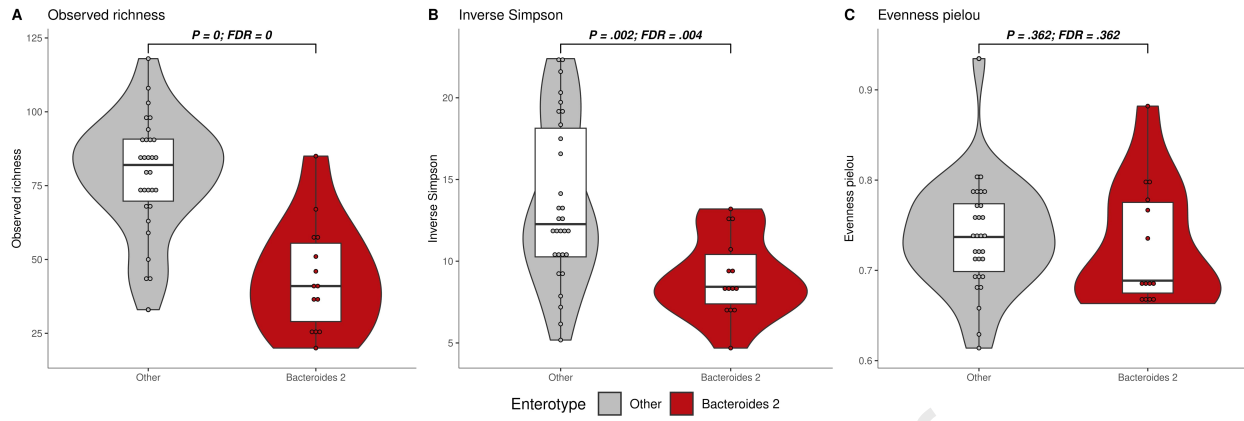 A Observed richness
P = 0; FDR = 0
125
100
75
50
25
Observed richness
Other Bacteroides 2
B Inverse Simpson
P = .002; FDR = .004
20
15
10
5
Inverse Simpson
Other Bacteroides 2
C Evenness pielou
P = .362; FDR = .362
0.9
0.8
0.7
0.6
Evenness pielou
Other Bacteroides 2
Enterotype Other Bacteroides 2